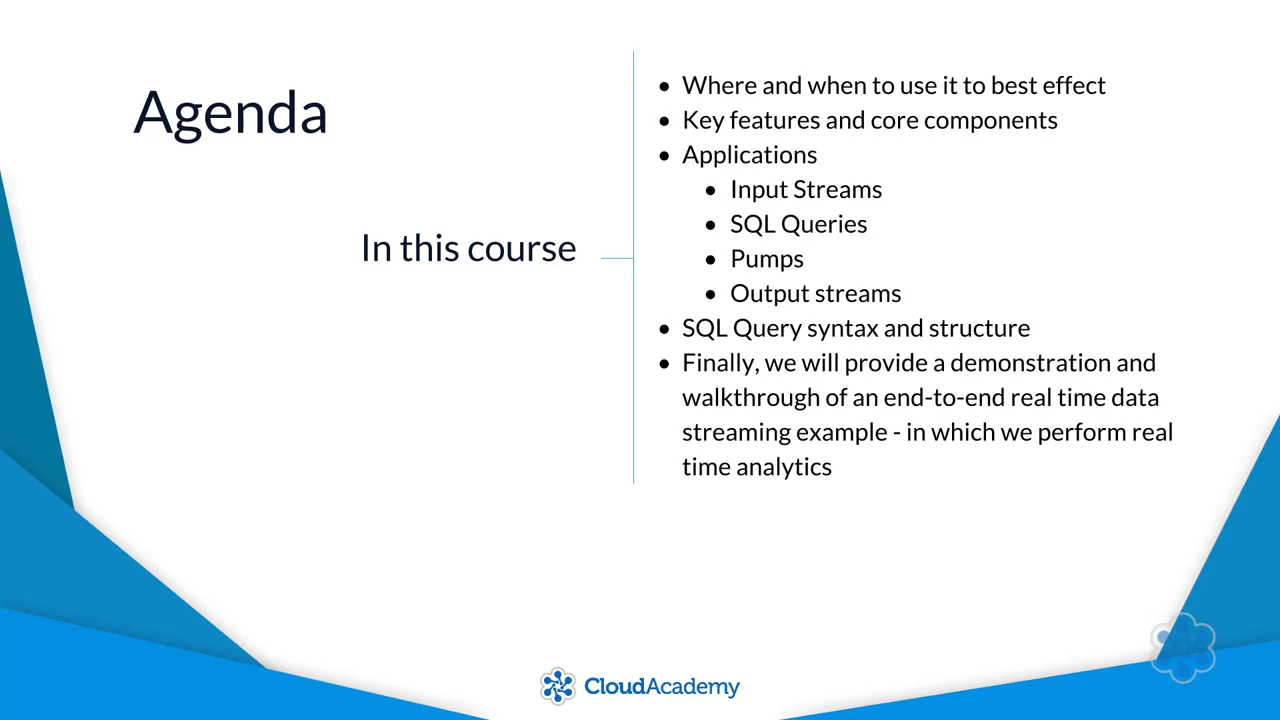 Agenda
In this course
• Where and when to use it to best effect
• Key features and core components
• Applications
• Input Streams
• SQL Queries
• Pumps
• Output streams
• SQL Query syntax and structure
• Finally, we will provide a demonstration and
walkthrough of an end-to-end real time data
streaming example - in which we perform real
time analytics
CloudAcademy